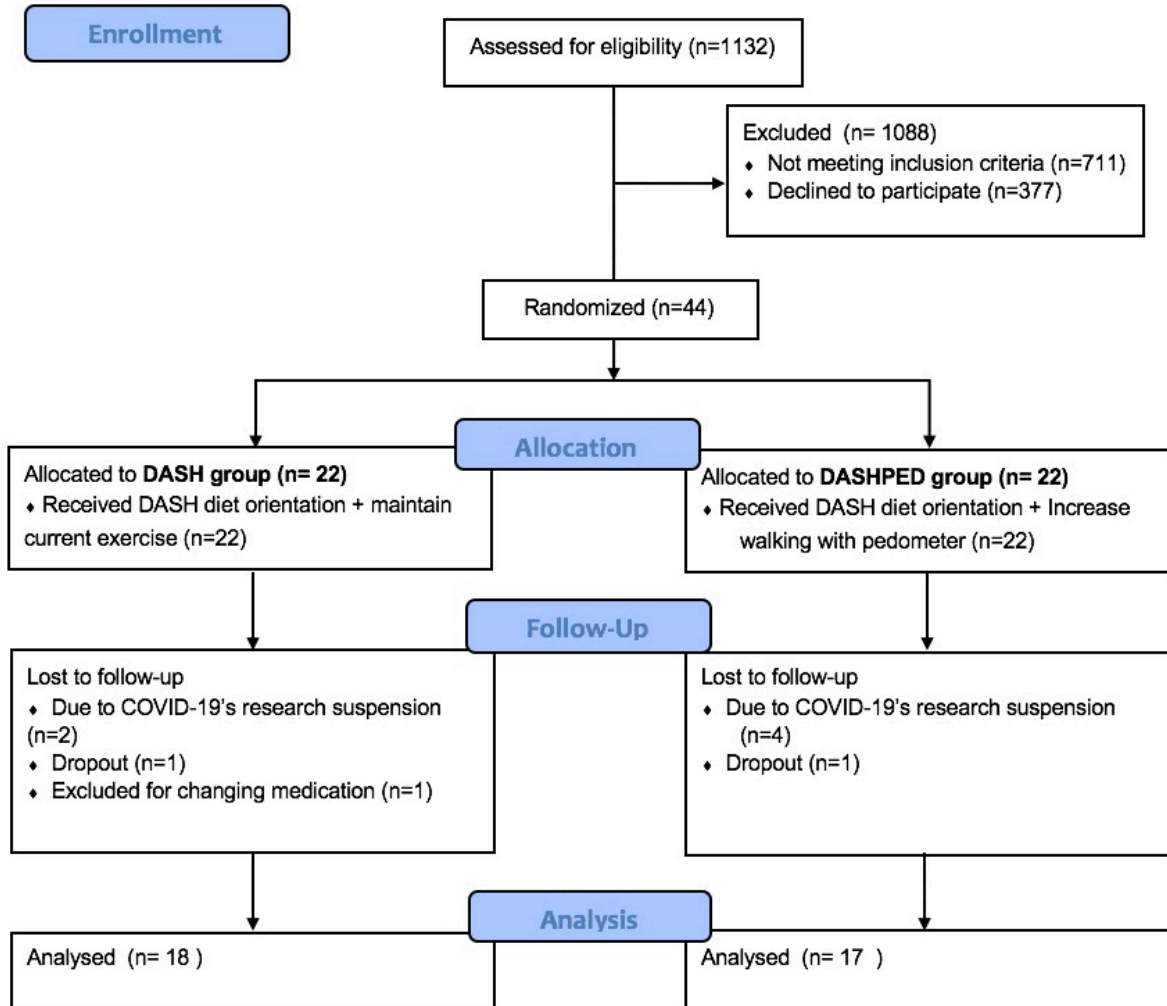 Enrollment
Assessed for eligibility (n=1132)
Excluded (n= 1088)
⬧ Not meeting inclusion criteria (n=711)
⬧ Declined to participate (n=377)
Randomized (n=44)
Allocation
Allocated to DASH group (n= 22)
⬧ Received DASH diet orientation + maintain
current exercise (n=22)
Allocated to DASHPED group (n= 22)
⬧ Received DASH diet orientation + Increase
walking with pedometer (n=22)
Follow-Up
Lost to follow-up
⬧ Due to COVID-19's research suspension
(n=2)
⬧ Dropout (n=1)
⬧ Excluded for changing medication (n=1)
Lost to follow-up
⬧ Due to COVID-19's research suspension
(n=4)
⬧ Dropout (n=1)
Analysis
Analysed (n= 18 )
Analysed (n= 17 )